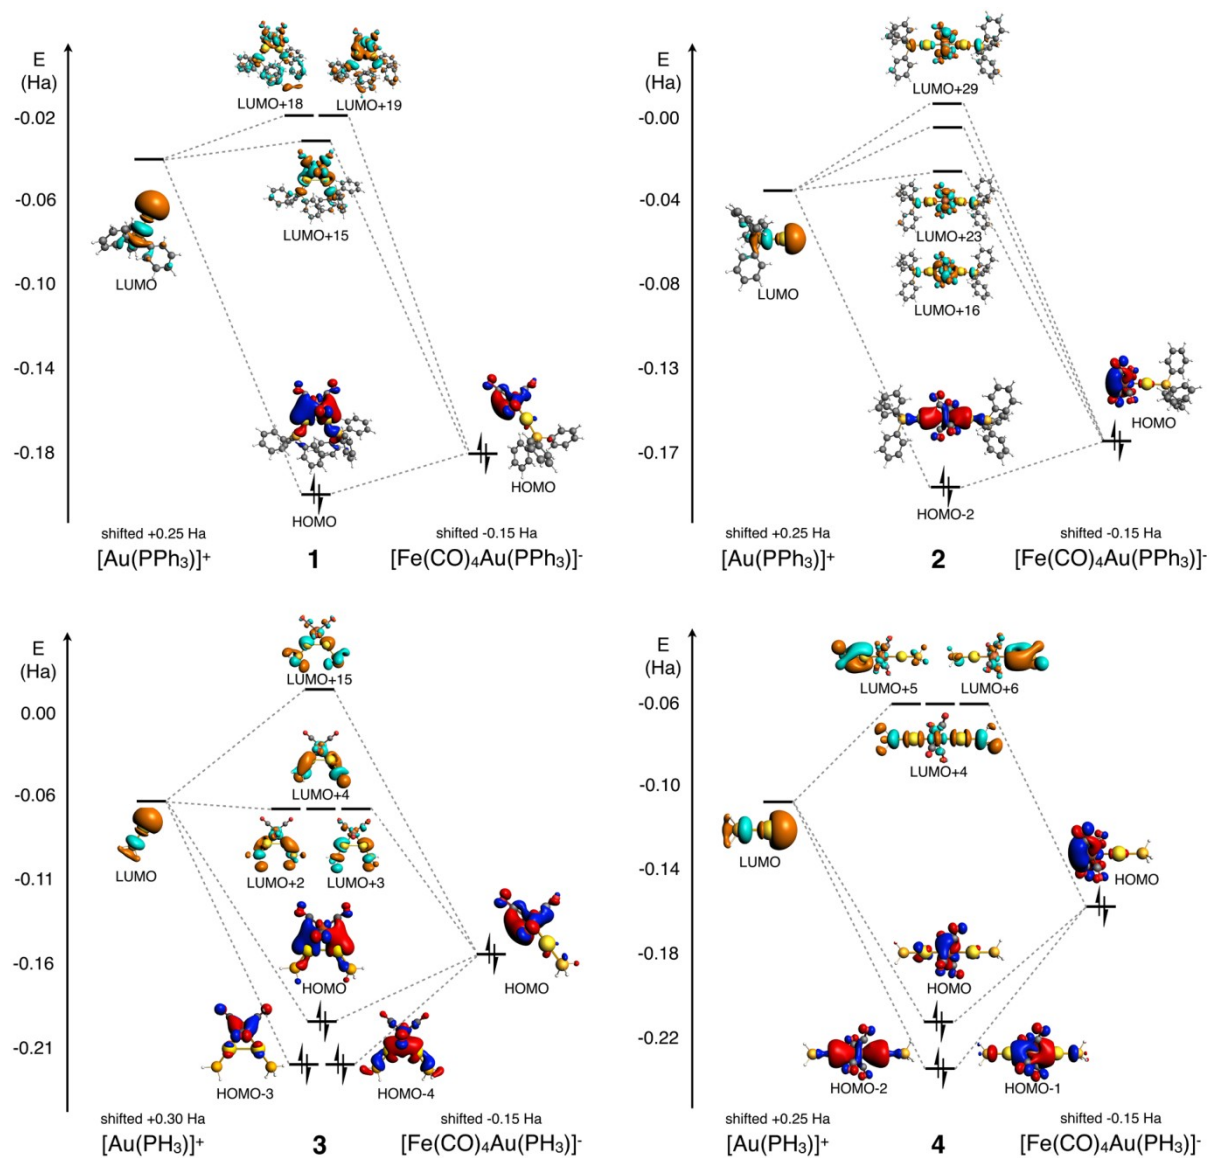 E
(Ha)
-0.02
-0.06
-0.10
-0.14
-0.18
LUMO+18
LUMO+19
LUMO+15
LUMO
HOMO
HOMO
shifted +0.25 Ha
shifted -0.15 Ha
[Au(PPh₃)]⁺
1
[Fe(CO)₄Au(PPh₃)]⁻
E
(Ha)
-0.00
-0.04
-0.08
-0.13
-0.17
LUMO+29
LUMO+23
LUMO+16
LUMO
HOMO
HOMO-2
shifted +0.25 Ha
shifted -0.15 Ha
[Au(PPh₃)]⁺
2
[Fe(CO)₄Au(PPh₃)]⁻
E
(Ha)
0.00
-0.06
-0.11
-0.16
-0.21
LUMO+15
LUMO+4
LUMO+2
LUMO+3
LUMO
HOMO
HOMO
HOMO-3
HOMO-4
shifted +0.30 Ha
shifted -0.15 Ha
[Au(PH₃)]⁺
3
[Fe(CO)₄Au(PH₃)]⁻
E
(Ha)
-0.06
-0.10
-0.14
-0.18
-0.22
LUMO+5
LUMO+6
LUMO+4
LUMO
HOMO
HOMO
HOMO-2
HOMO-1
shifted +0.25 Ha
shifted -0.15 Ha
[Au(PH₃)]⁺
4
[Fe(CO)₄Au(PH₃)]⁻